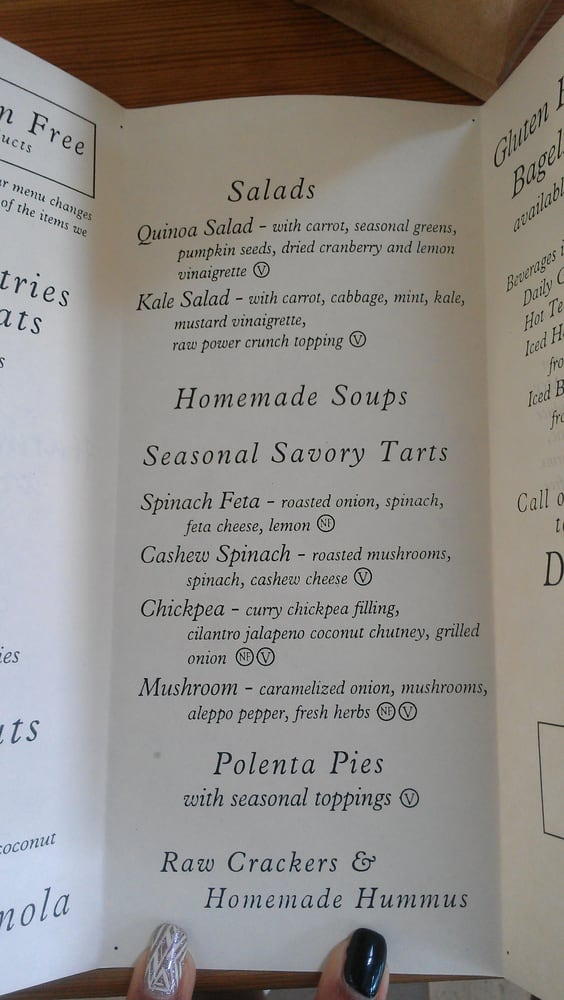 n Free
ucts
r menu changes
of the items we
tries
ats
s
ies
uts
coconut
nola
Salads
Quinoa Salad - with carrot, seasonal greens,
pumpkin seeds, dried cranberry and lemon
vinaigrette Ⓥ
Kale Salad - with carrot, cabbage, mint, kale,
mustard vinaigrette,
raw power crunch topping Ⓥ
Homemade Soups
Seasonal Savory Tarts
Spinach Feta - roasted onion, spinach,
feta cheese, lemon NF
Cashew Spinach - roasted mushrooms,
spinach, cashew cheese Ⓥ
Chickpea - curry chickpea filling,
cilantro jalapeno coconut chutney, grilled
onion NF Ⓥ
Mushroom - caramelized onion, mushrooms,
aleppo pepper, fresh herbs NF Ⓥ
Polenta Pies
with seasonal toppings Ⓥ
Raw Crackers &
Homemade Hummus
Gluten F
Bagels
availabl
Beverages i
Daily C
Hot Te
Iced H
fro
Iced B
fr
Call o
t
D